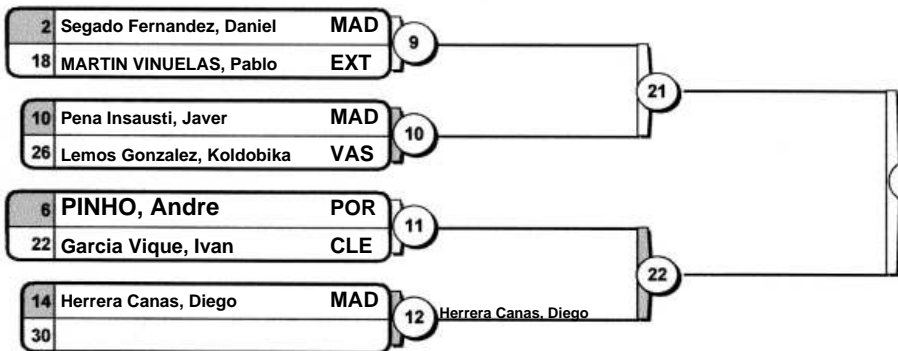 2 Segado Fernandez, Daniel MAD
9
18 MARTIN VINUELAS, Pablo EXT
21
10 Pena Insausti, Javer MAD
10
26 Lemos Gonzalez, Koldobika VAS
6 PINHO, Andre POR
11
22 Garcia Vique, Ivan CLE
22
14 Herrera Canas, Diego MAD
12 Herrera Canas, Diego
30